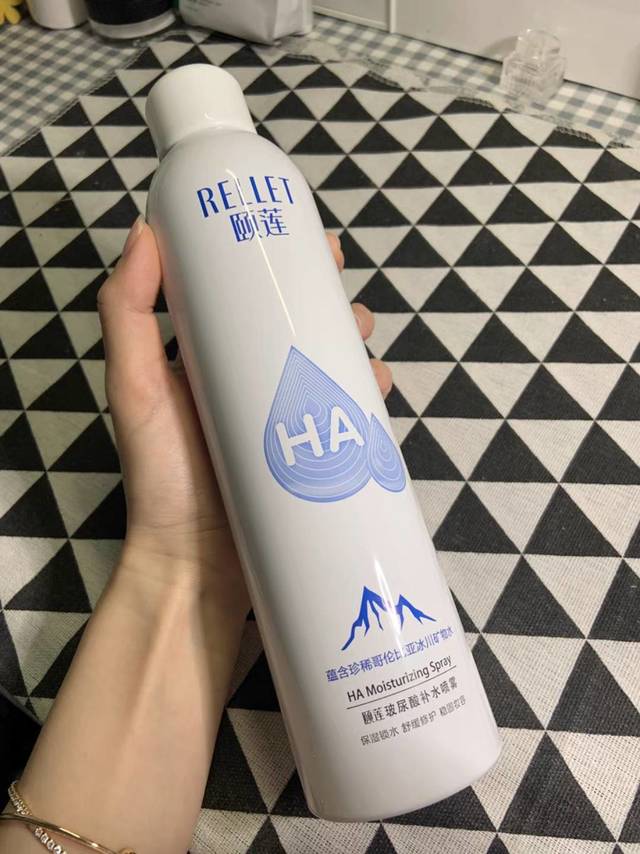 RELLET
颐莲
HA
蕴含珍稀哥伦比亚冰川矿物水
HA Moisturizing Spray
颐莲玻尿酸补水喷雾
保湿锁水 舒缓修护 稳固妆容